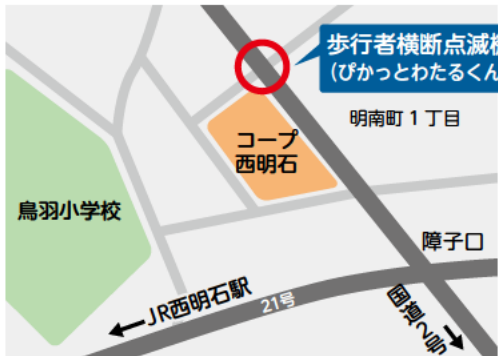 歩行者横断点滅機
(ぴかっとわたるくん
明南町1丁目
コープ
西明石
鳥羽小学校
障子口
JR西明石駅
21号
国道2号